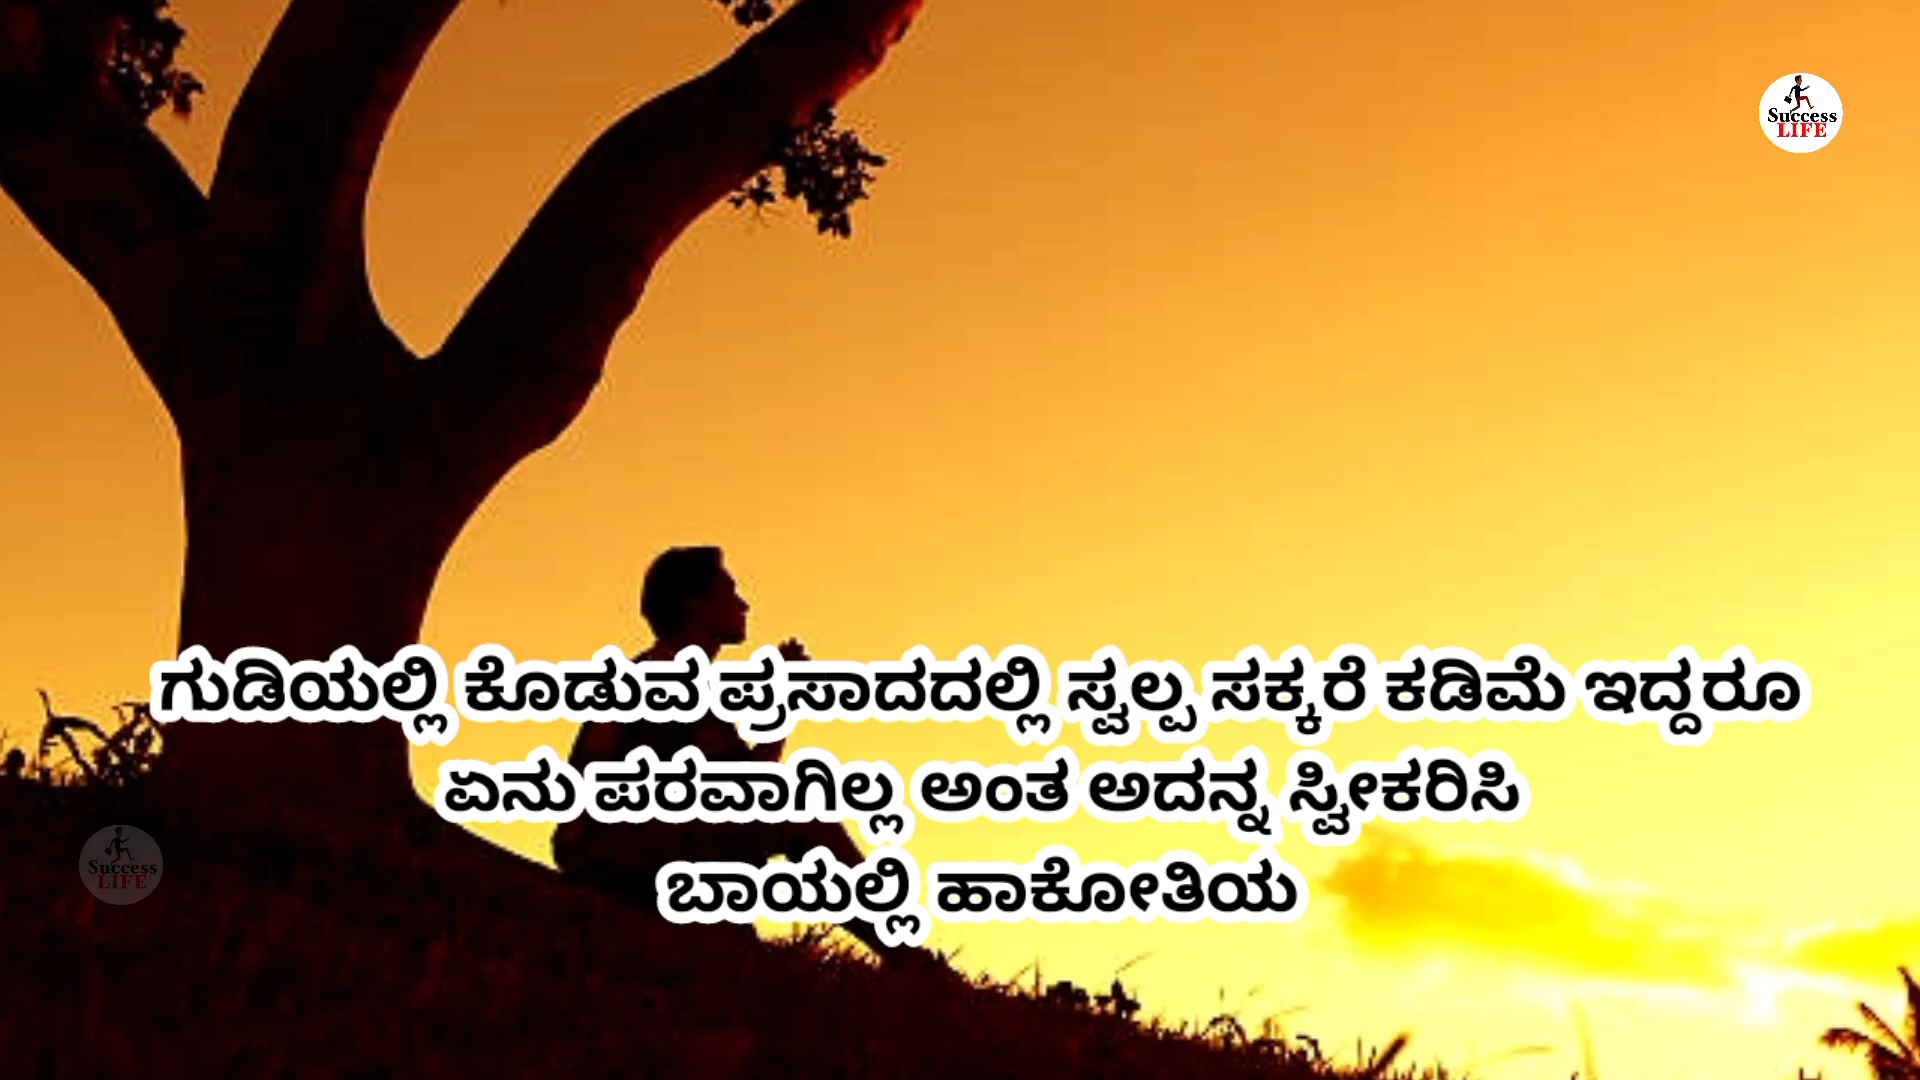 Success
LIFE
ಗುಡಿಯಲ್ಲಿ ಕೊಡುವ ಪ್ರಸಾದದಲ್ಲಿ ಸ್ವಲ್ಪ ಸಕ್ಕರೆ ಕಡಿಮೆ ಇದ್ದರೂ
ಏನು ಪರವಾಗಿಲ್ಲ ಅಂತ ಅದನ್ನ ಸ್ವೀಕರಿಸಿ
ಬಾಯಲ್ಲಿ ಹಾಕೋತಿಯ
Success
LIFE